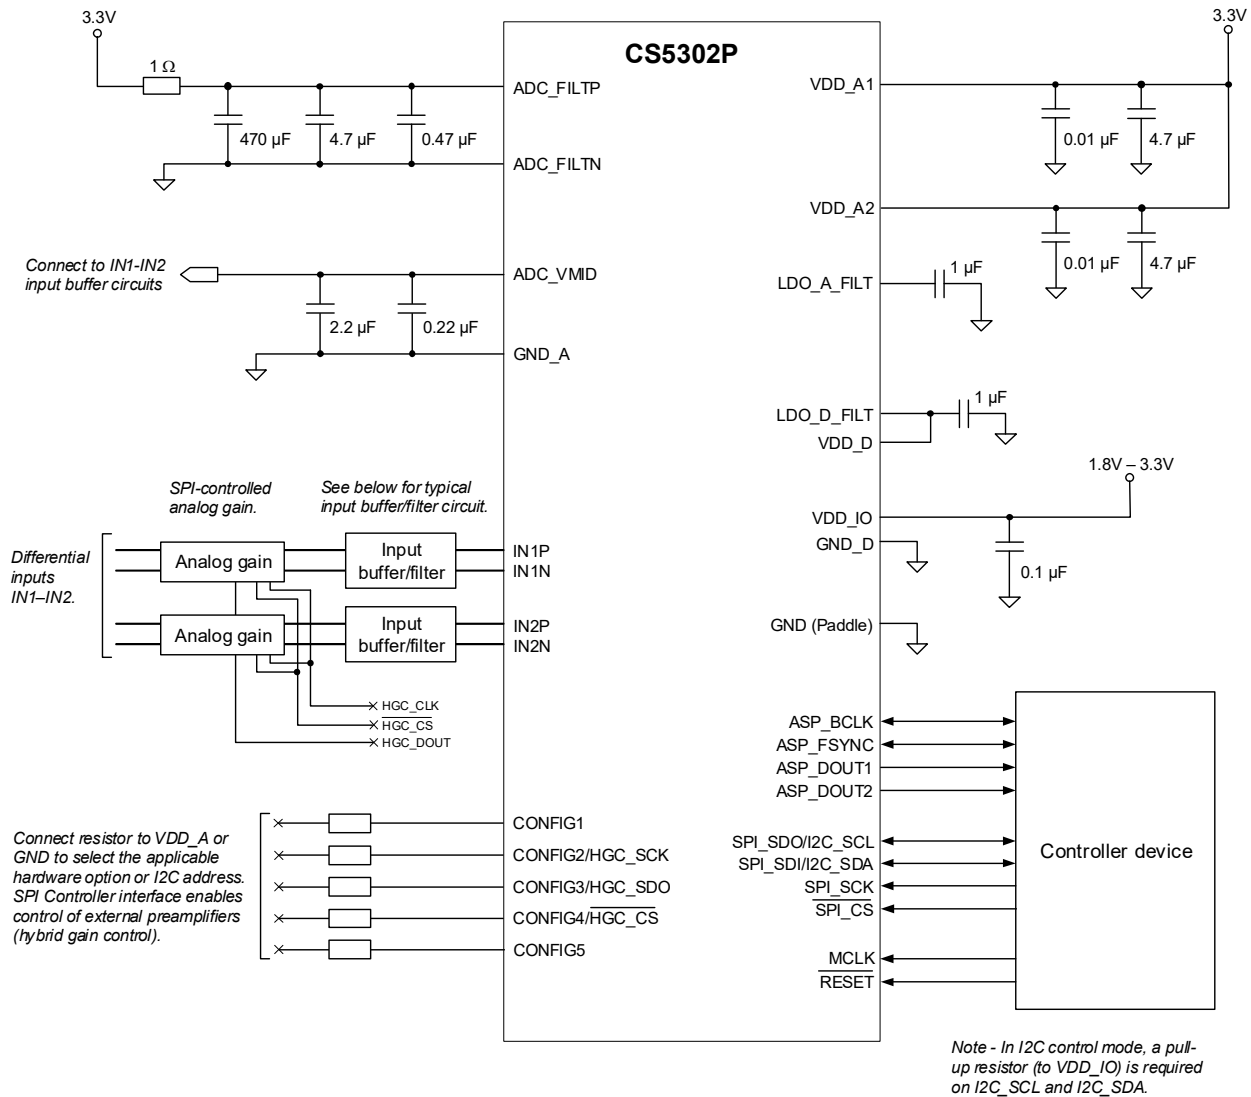 3.3V
3.3V
CS5302P
1 Ω
ADC_FILTP
VDD_A1
470 µF
4.7 µF
0.47 µF
0.01 µF
4.7 µF
ADC_FILTN
VDD_A2
Connect to IN1-IN2
input buffer circuits
ADC_VMID
0.01 µF
4.7 µF
LDO_A_FILT
1 µF
2.2 µF
0.22 µF
GND_A
LDO_D_FILT
1 µF
VDD_D
1.8V – 3.3V
SPI-controlled
analog gain.
See below for typical
input buffer/filter circuit.
VDD_IO
GND_D
0.1 µF
Differential
inputs
IN1–IN2.
Analog gain
Input
buffer/filter
IN1P
IN1N
Analog gain
Input
buffer/filter
IN2P
IN2N
GND (Paddle)
HGC_CLK
HGC_CS
HGC_DOUT
ASP_BCLK
ASP_FSYNC
ASP_DOUT1
ASP_DOUT2
Connect resistor to VDD_A or
GND to select the applicable
hardware option or I2C address.
SPI Controller interface enables
control of external preamplifiers
(hybrid gain control).
CONFIG1
CONFIG2/HGC_SCK
CONFIG3/HGC_SDO
CONFIG4/HGC_CS
CONFIG5
SPI_SDO/I2C_SCL
SPI_SDI/I2C_SDA
SPI_SCK
SPI_CS
MCLK
RESET
Controller device
Note - In I2C control mode, a pull-
up resistor (to VDD_IO) is required
on I2C_SCL and I2C_SDA.